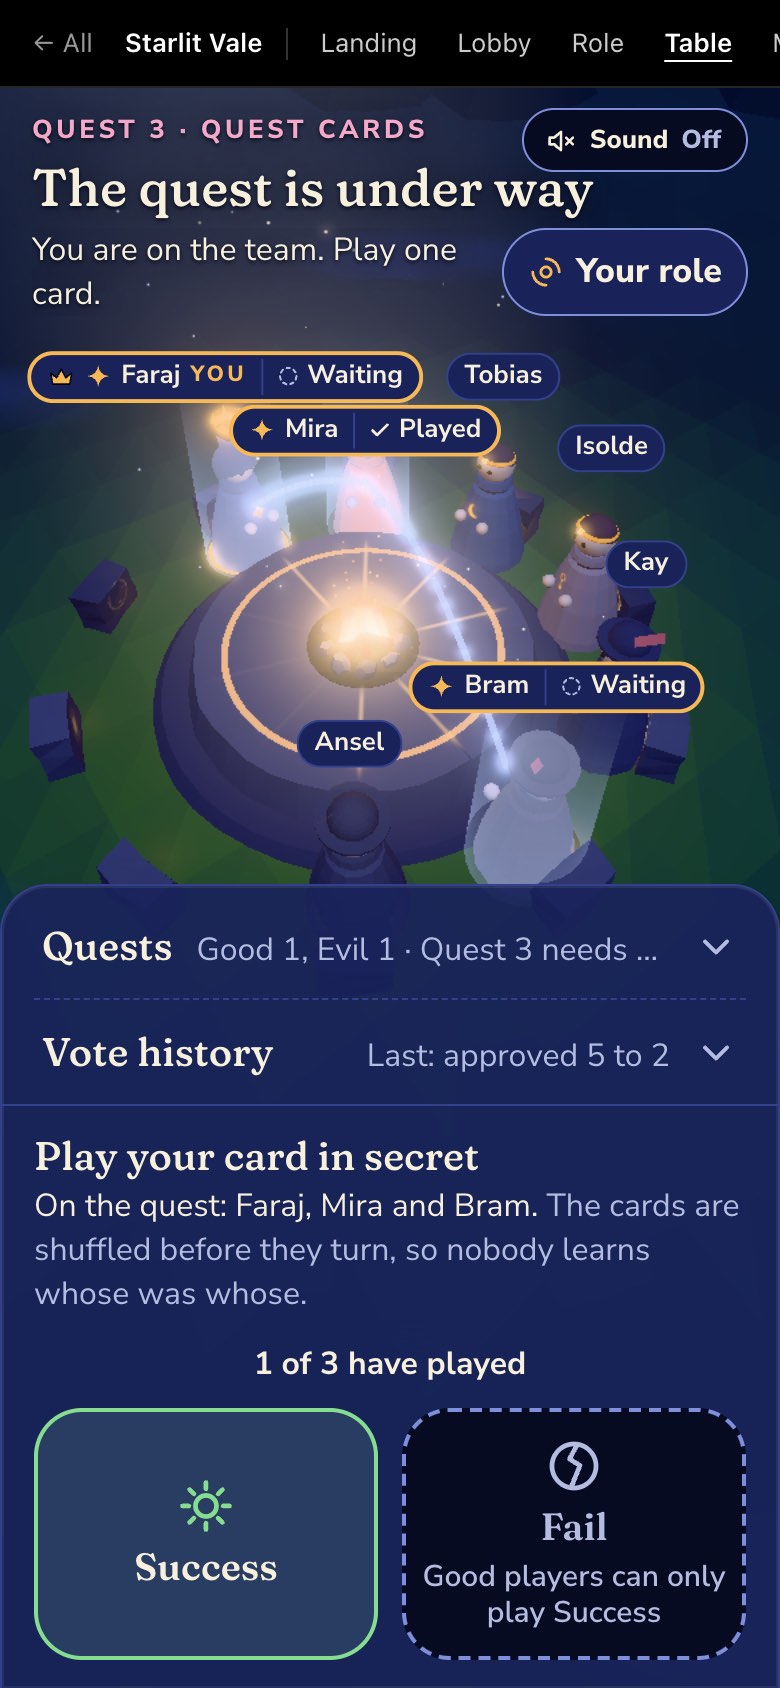 ← All Starlit Vale Landing Lobby Role Table
QUEST 3 · QUEST CARDS
Sound Off
The quest is under way
You are on the team. Play one
card.
Your role
Faraj YOU Waiting
Tobias
Mira Played
Isolde
Kay
Bram Waiting
Ansel
Quests Good 1, Evil 1 · Quest 3 needs ...
Vote history Last: approved 5 to 2
Play your card in secret
On the quest: Faraj, Mira and Bram. The cards are
shuffled before they turn, so nobody learns
whose was whose.
1 of 3 have played
Success
Fail
Good players can only
play Success